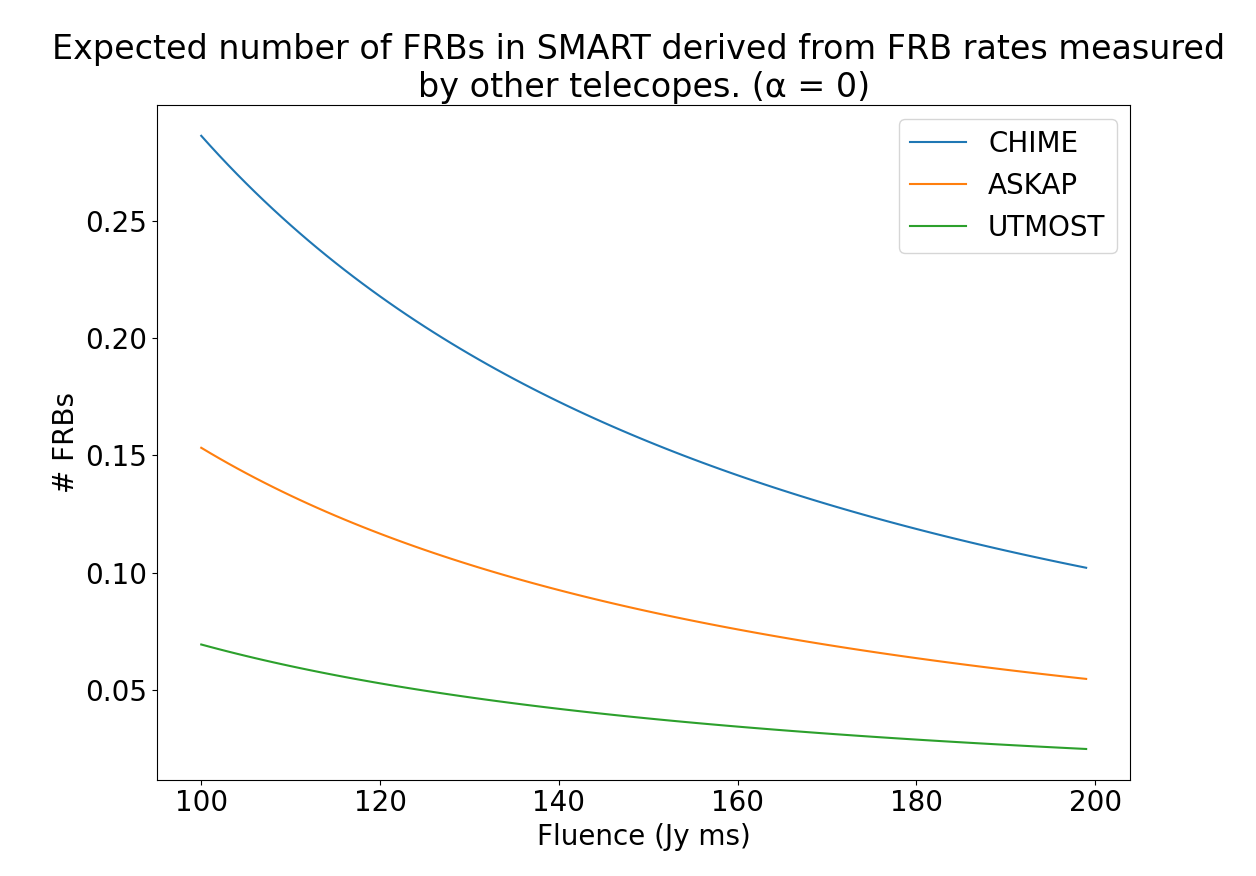 Expected number of FRBs in SMART derived from FRB rates measured
by other telecopes. (α = 0)
CHIME
ASKAP
UTMOST
# FRBs
0.25
0.20
0.15
0.10
0.05
100 120 140 160 180 200
Fluence (Jy ms)